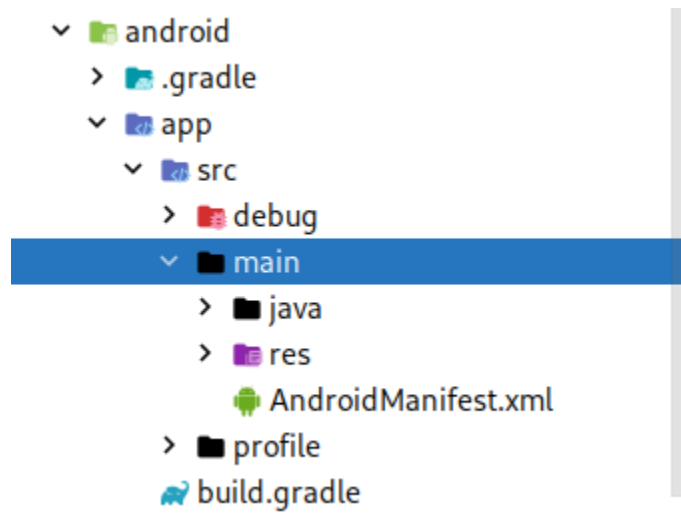 android
.gradle
app
src
debug
main
java
res
AndroidManifest.xml
profile
build.gradle